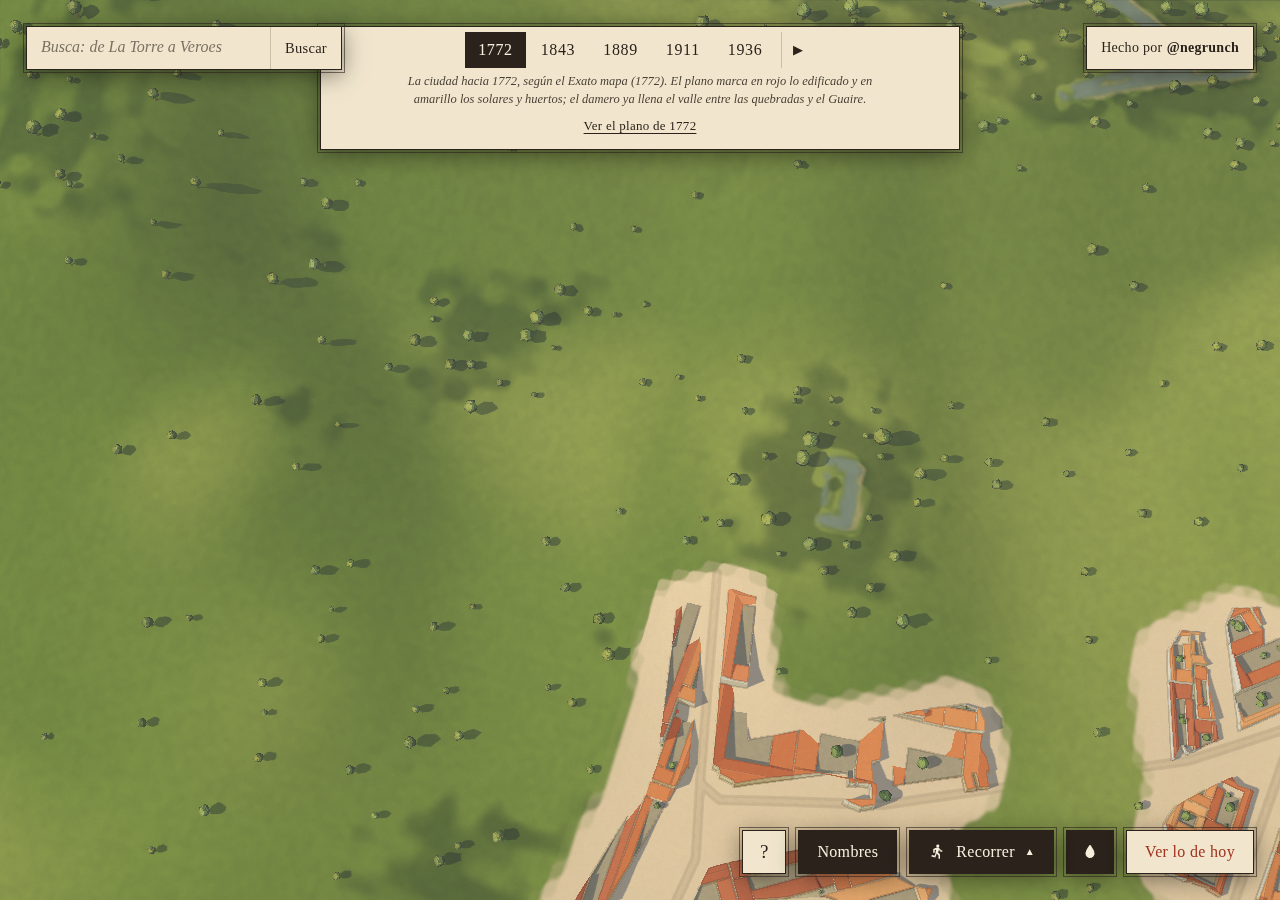 Busca: de La Torre a Veroes
Buscar
1772 1843 1889 1911 1936 ▶
La ciudad hacia 1772, según el Exato mapa (1772). El plano marca en rojo lo edificado y en
amarillo los solares y huertos; el damero ya llena el valle entre las quebradas y el Guaire.
Ver el plano de 1772
Hecho por @negrunch
?
Nombres
Recorrer ▲
Ver lo de hoy